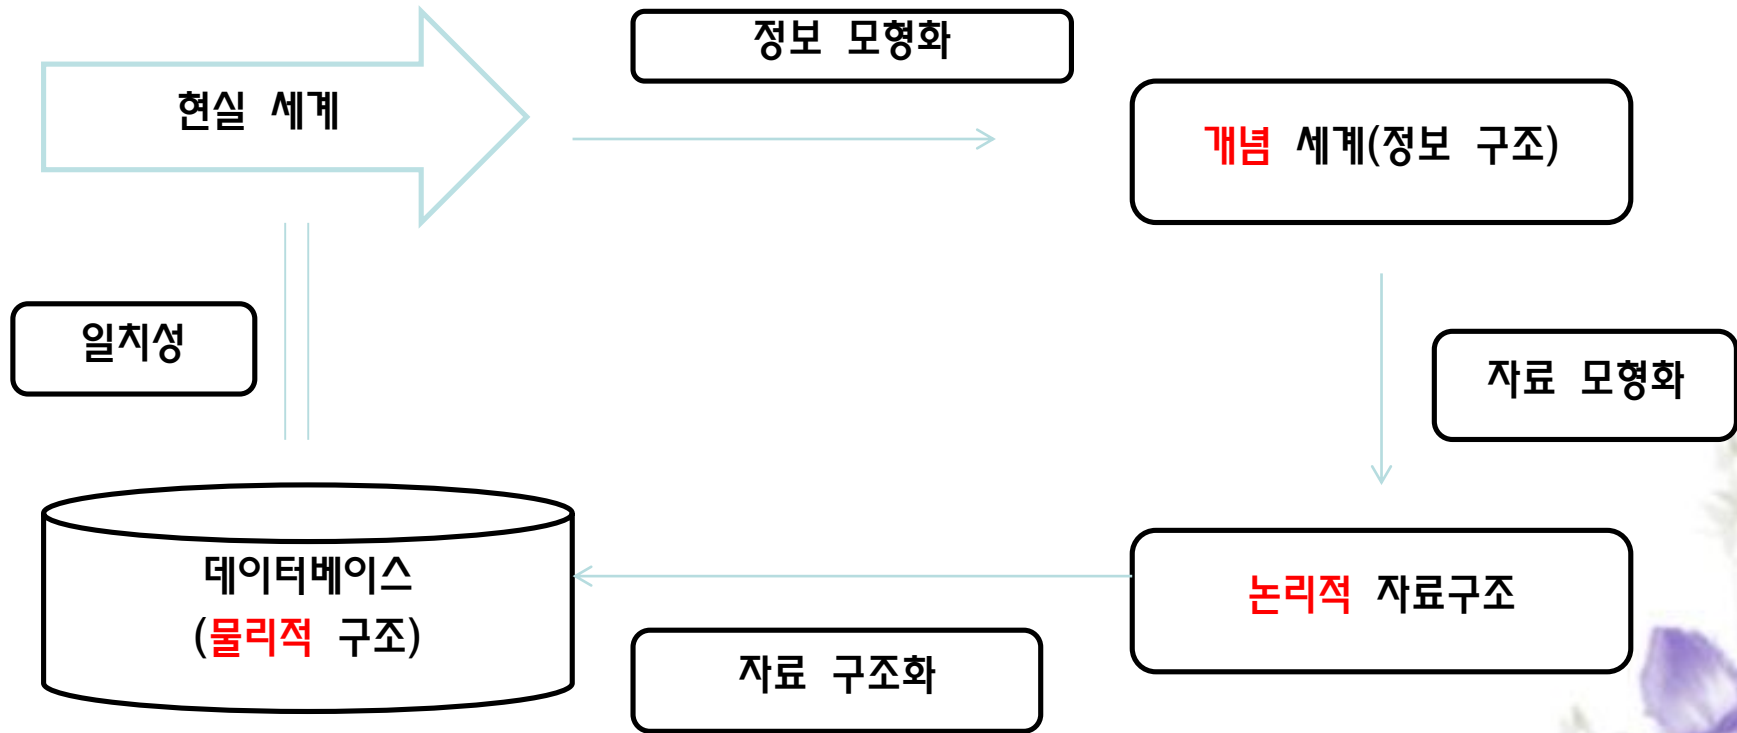 정보 모형화
현실 세계
개념 세계(정보 구조)
일치성
자료 모형화
데이터베이스
(물리적 구조)
논리적 자료구조
자료 구조화